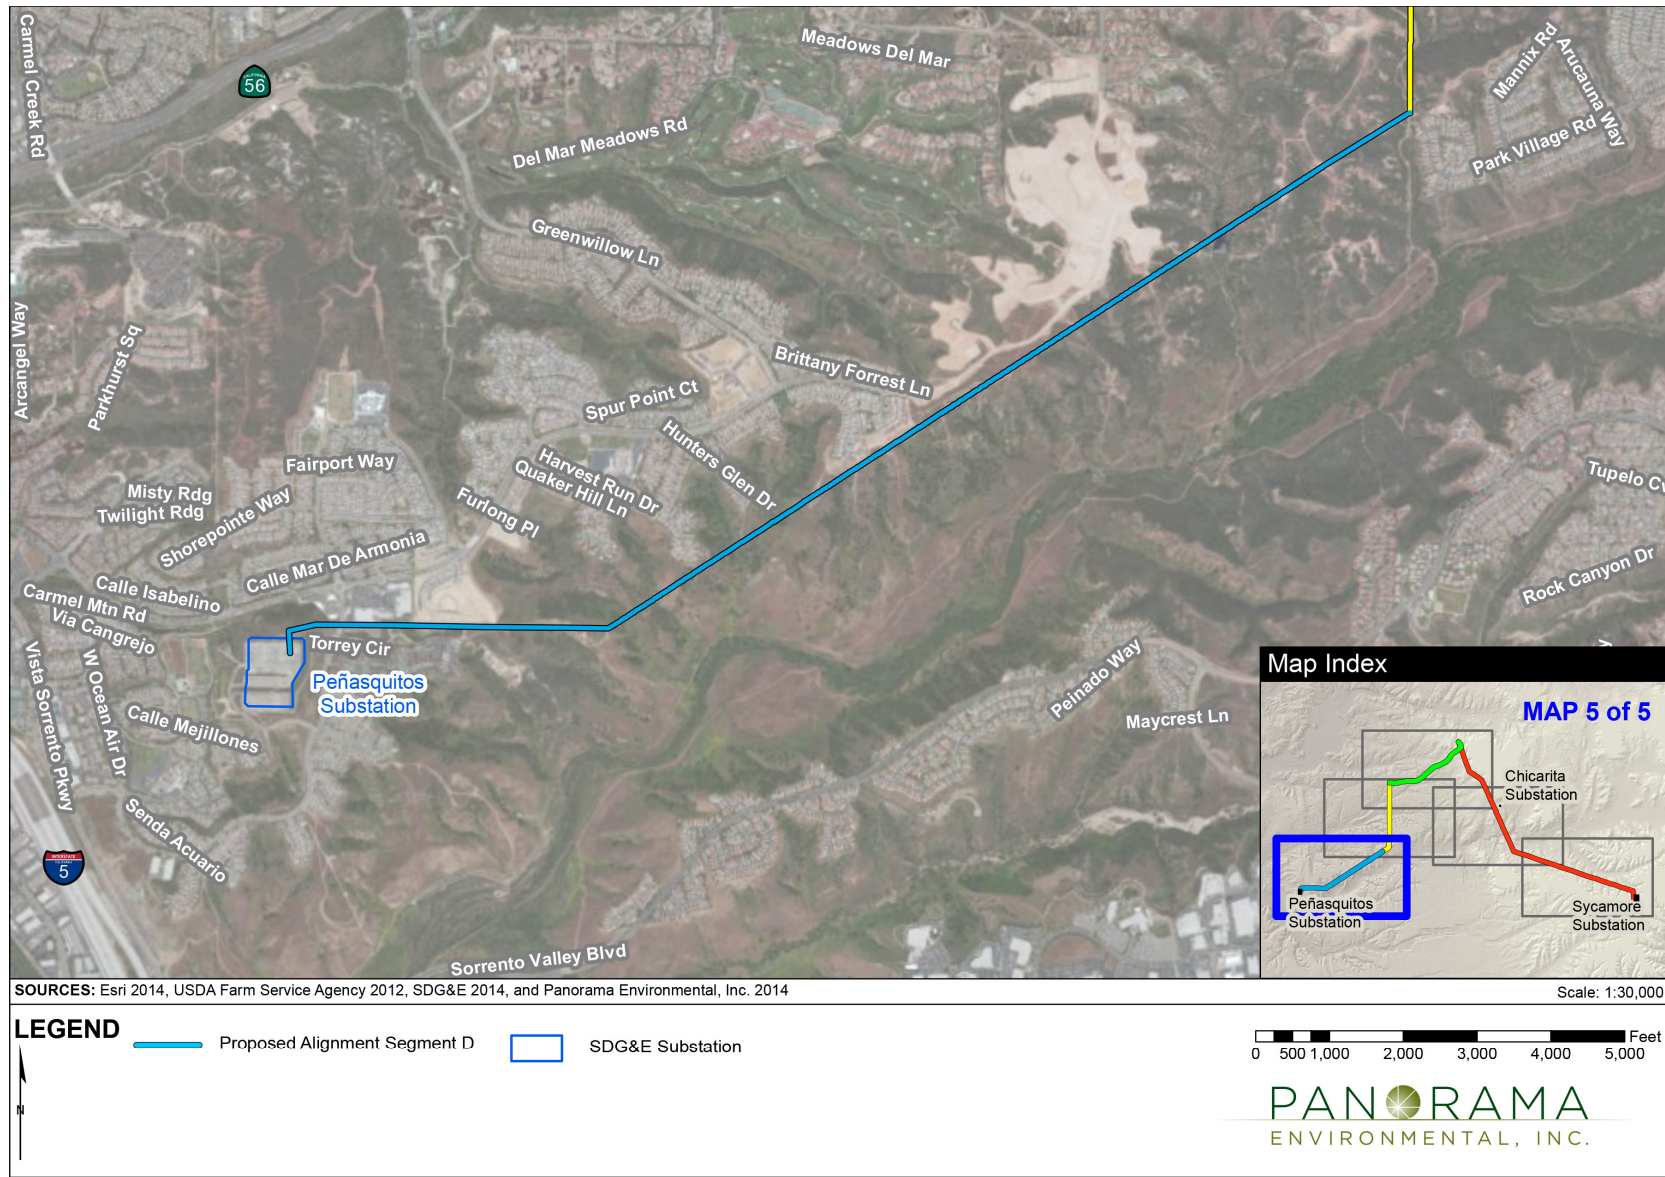 Carmel Creek Rd
CALIFORNIA
56
Meadows Del Mar
Mannix Rd
Arucauna Way
Park Village Rd
Del Mar Meadows Rd
Greenwillow Ln
Arcangel Way
Parkhurst Sq
Brittany Forrest Ln
Spur Point Ct
Hunters Glen Dr
Harvest Run Dr
Quaker Hill Ln
Furlong Pl
Fairport Way
Misty Rdg
Twilight Rdg
Shorepointe Way
Calle Mar De Armonia
Calle Isabelino
Carmel Mtn Rd
Via Cangrejo
Torrey Cir
Peñasquitos
Substation
Vista Sorrento Pkwy
W Ocean Air Dr
Calle Mejillones
Senda Acuario
INTERSTATE
CALIFORNIA
5
Sorrento Valley Blvd
Peinado Way
Maycrest Ln
Tupelo C
Rock Canyon Dr
y
Map Index
MAP 5 of 5
Chicarita
Substation
Peñasquitos
Substation
Sycamore
Substation
SOURCES: Esri 2014, USDA Farm Service Agency 2012, SDG&E 2014, and Panorama Environmental, Inc. 2014
Scale: 1:30,000
LEGEND
N
Proposed Alignment Segment D
SDG&E Substation
Feet
0 500 1,000 2,000 3,000 4,000 5,000
PANORAMA
ENVIRONMENTAL, INC.